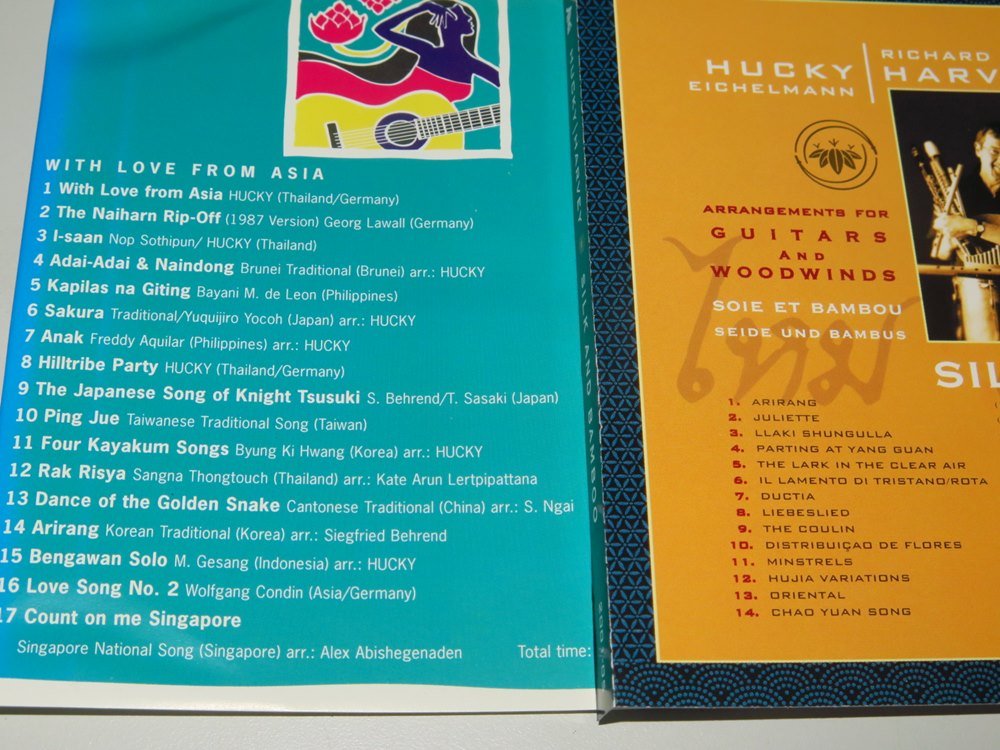 WITH LOVE FROM ASIA
1 With Love from Asia HUCKY (Thailand/Germany)
2 The Naiharn Rip-Off (1987 Version) Georg Lawall (Germany)
3 I-saan Nop Sothipun/ HUCKY (Thailand)
4 Adai-Adai & Naindong Brunei Traditional (Brunei) arr.: HUCKY
5 Kapilas na Giting Bayani M. de Leon (Philippines)
6 Sakura Traditional/Yuquijiro Yocoh (Japan) arr.: HUCKY
7 Anak Freddy Aquilar (Philippines) arr.: HUCKY
8 Hilltribe Party HUCKY (Thailand/Germany)
9 The Japanese Song of Knight Tsusuki S. Behrend/T. Sasaki (Japan)
10 Ping Jue Taiwanese Traditional Song (Taiwan)
11 Four Kayakum Songs Byung Ki Hwang (Korea) arr.: HUCKY
12 Rak Risya Sangna Thongtouch (Thailand) arr.: Kate Arun Lertpipattana
13 Dance of the Golden Snake Cantonese Traditional (China) arr.: S. Ngai
14 Arirang Korean Traditional (Korea) arr.: Siegfried Behrend
15 Bengawan Solo M. Gesang (Indonesia) arr.: HUCKY
16 Love Song No. 2 Wolfgang Condin (Asia/Germany)
17 Count on me Singapore
Singapore National Song (Singapore) arr.: Alex Abishegenaden
Total time:
SILK AND BAMBOO
HUCKY
EICHELMANN
RICHARD
HARV
ARRANGEMENTS FOR
GUITARS
AND
WOODWINDS
ไหม
SOIE ET BAMBOU
SEIDE UND BAMBUS
SIL
1. ARIRANG
2. JULIETTE
3. LLAKI SHUNGULLA
4. PARTING AT YANG GUAN
5. THE LARK IN THE CLEAR AIR
6. IL LAMENTO DI TRISTANO/ROTA
7. DUCTIA
8. LIEBESLIED
9. THE COULIN
10. DISTRIBUIÇAO DE FLORES
11. MINSTRELS
12. HUJIA VARIATIONS
13. ORIENTAL
14. CHAO YUAN SONG